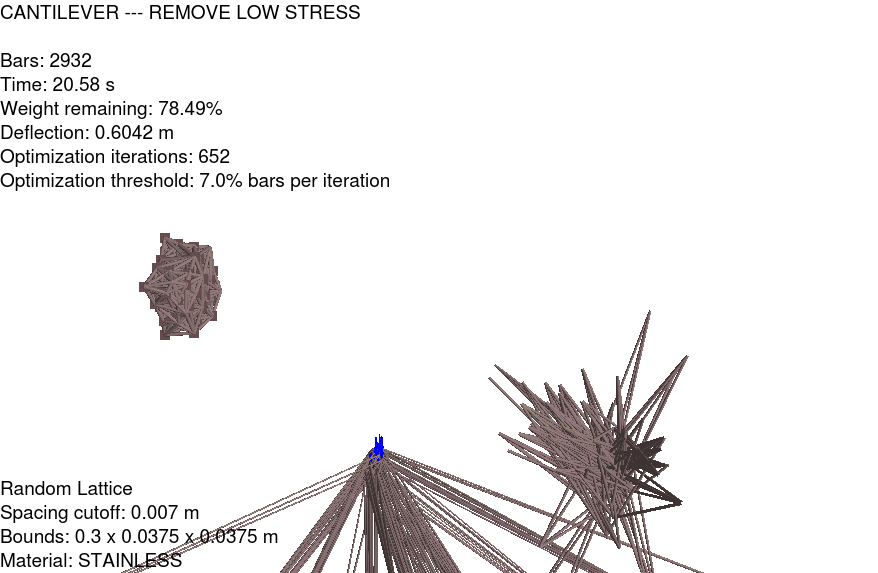 CANTILEVER --- REMOVE LOW STRESS
Bars: 2932
Time: 20.58 s
Weight remaining: 78.49%
Deflection: 0.6042 m
Optimization iterations: 652
Optimization threshold: 7.0% bars per iteration
Random Lattice
Spacing cutoff: 0.007 m
Bounds: 0.3 x 0.0375 x 0.0375 m
Material: STAINLESS